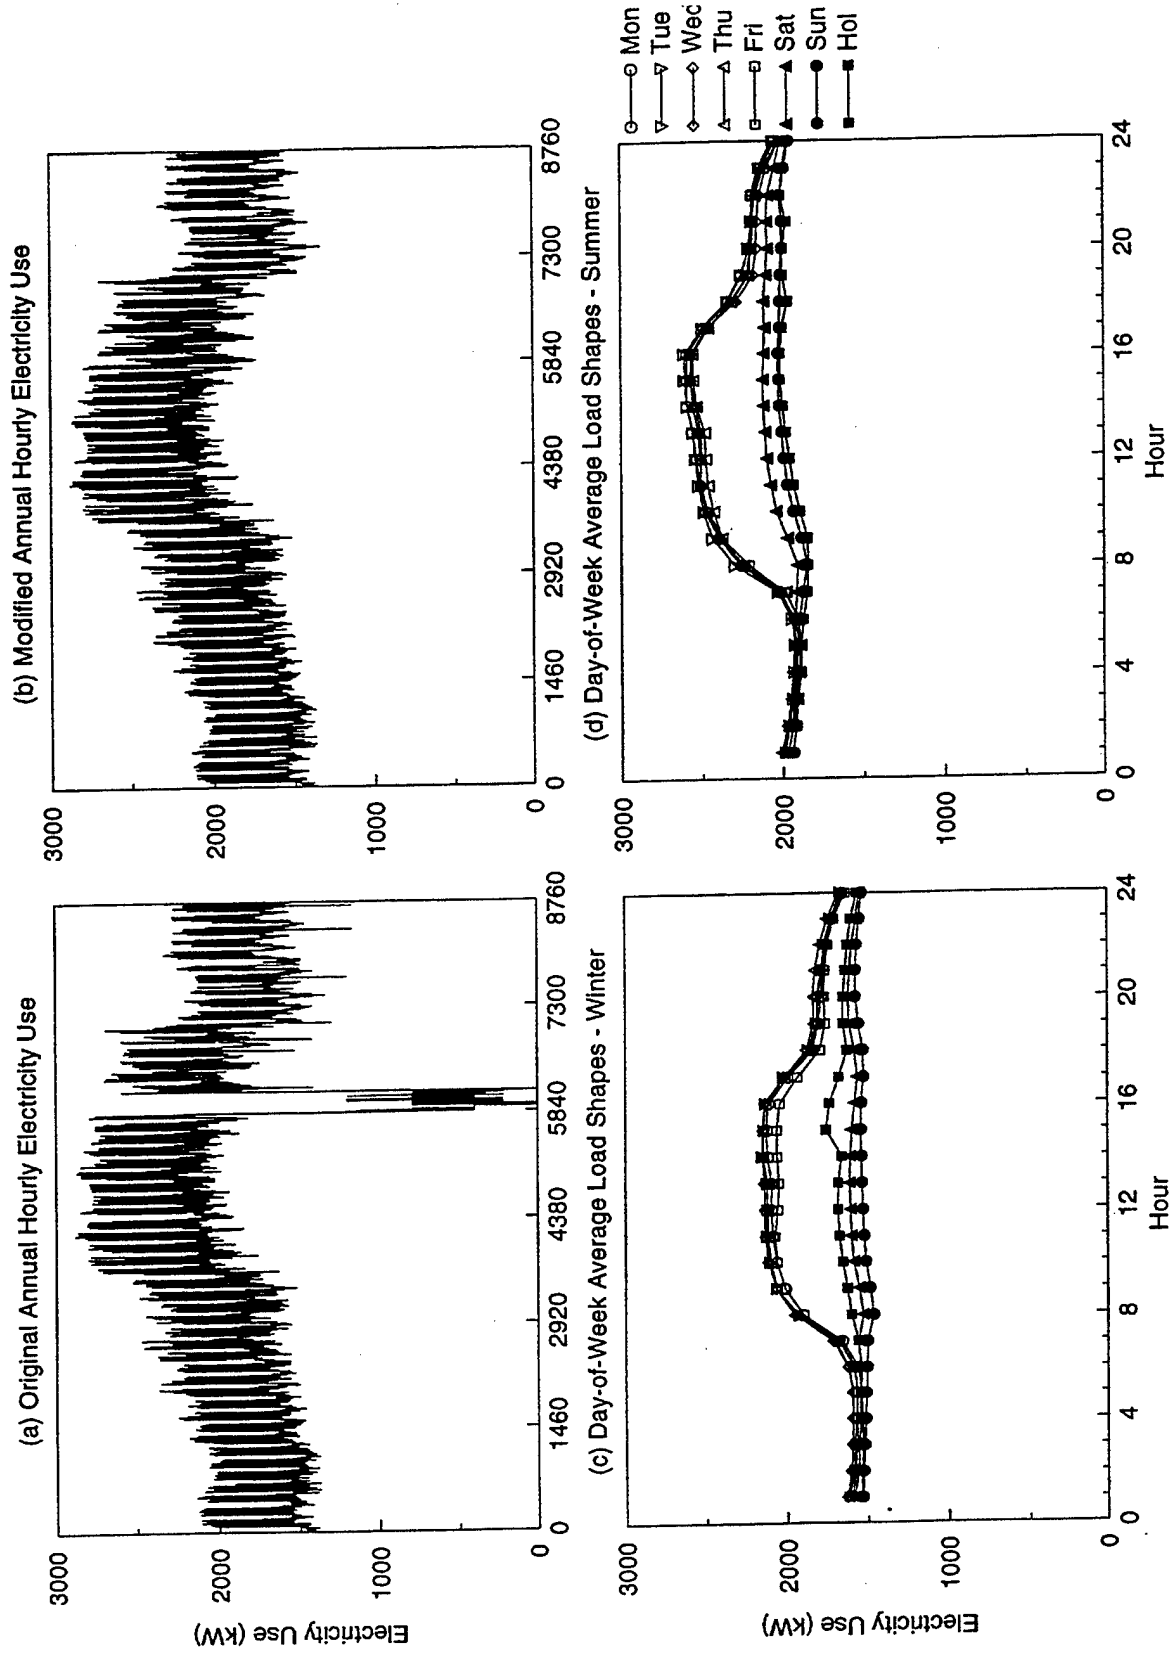 (a) Original Annual Hourly Electricity Use
3000
2000
1000
0
Electricity Use (kW)
0 1460 2920 4380 5840 7300 8760
(b) Modified Annual Hourly Electricity Use
3000
2000
1000
0
0 1460 2920 4380 5840 7300 8760
(c) Day-of-Week Average Load Shapes - Winter
3000
2000
1000
0
Electricity Use (kW)
0 4 8 12 16 20 24
Hour
(d) Day-of-Week Average Load Shapes - Summer
3000
2000
1000
0
0 4 8 12 16 20 24
Hour
Mon
Tue
Wed
Thu
Fri
Sat
Sun
Hol